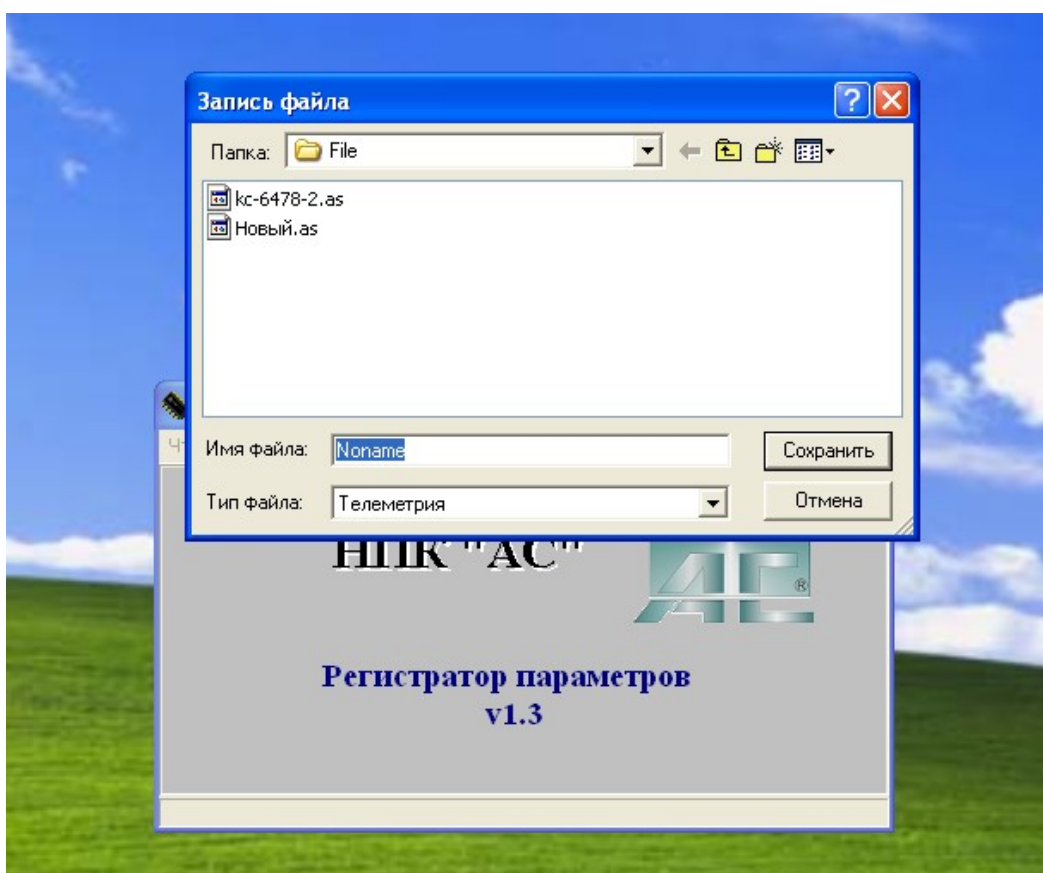 Запись файла
Папка: File
kc-6478-2.as
Новый.as
Имя файла: Noname Сохранить
Тип файла: Телеметрия Отмена
НПК "АС"
АС ®
Регистратор параметров
v1.3